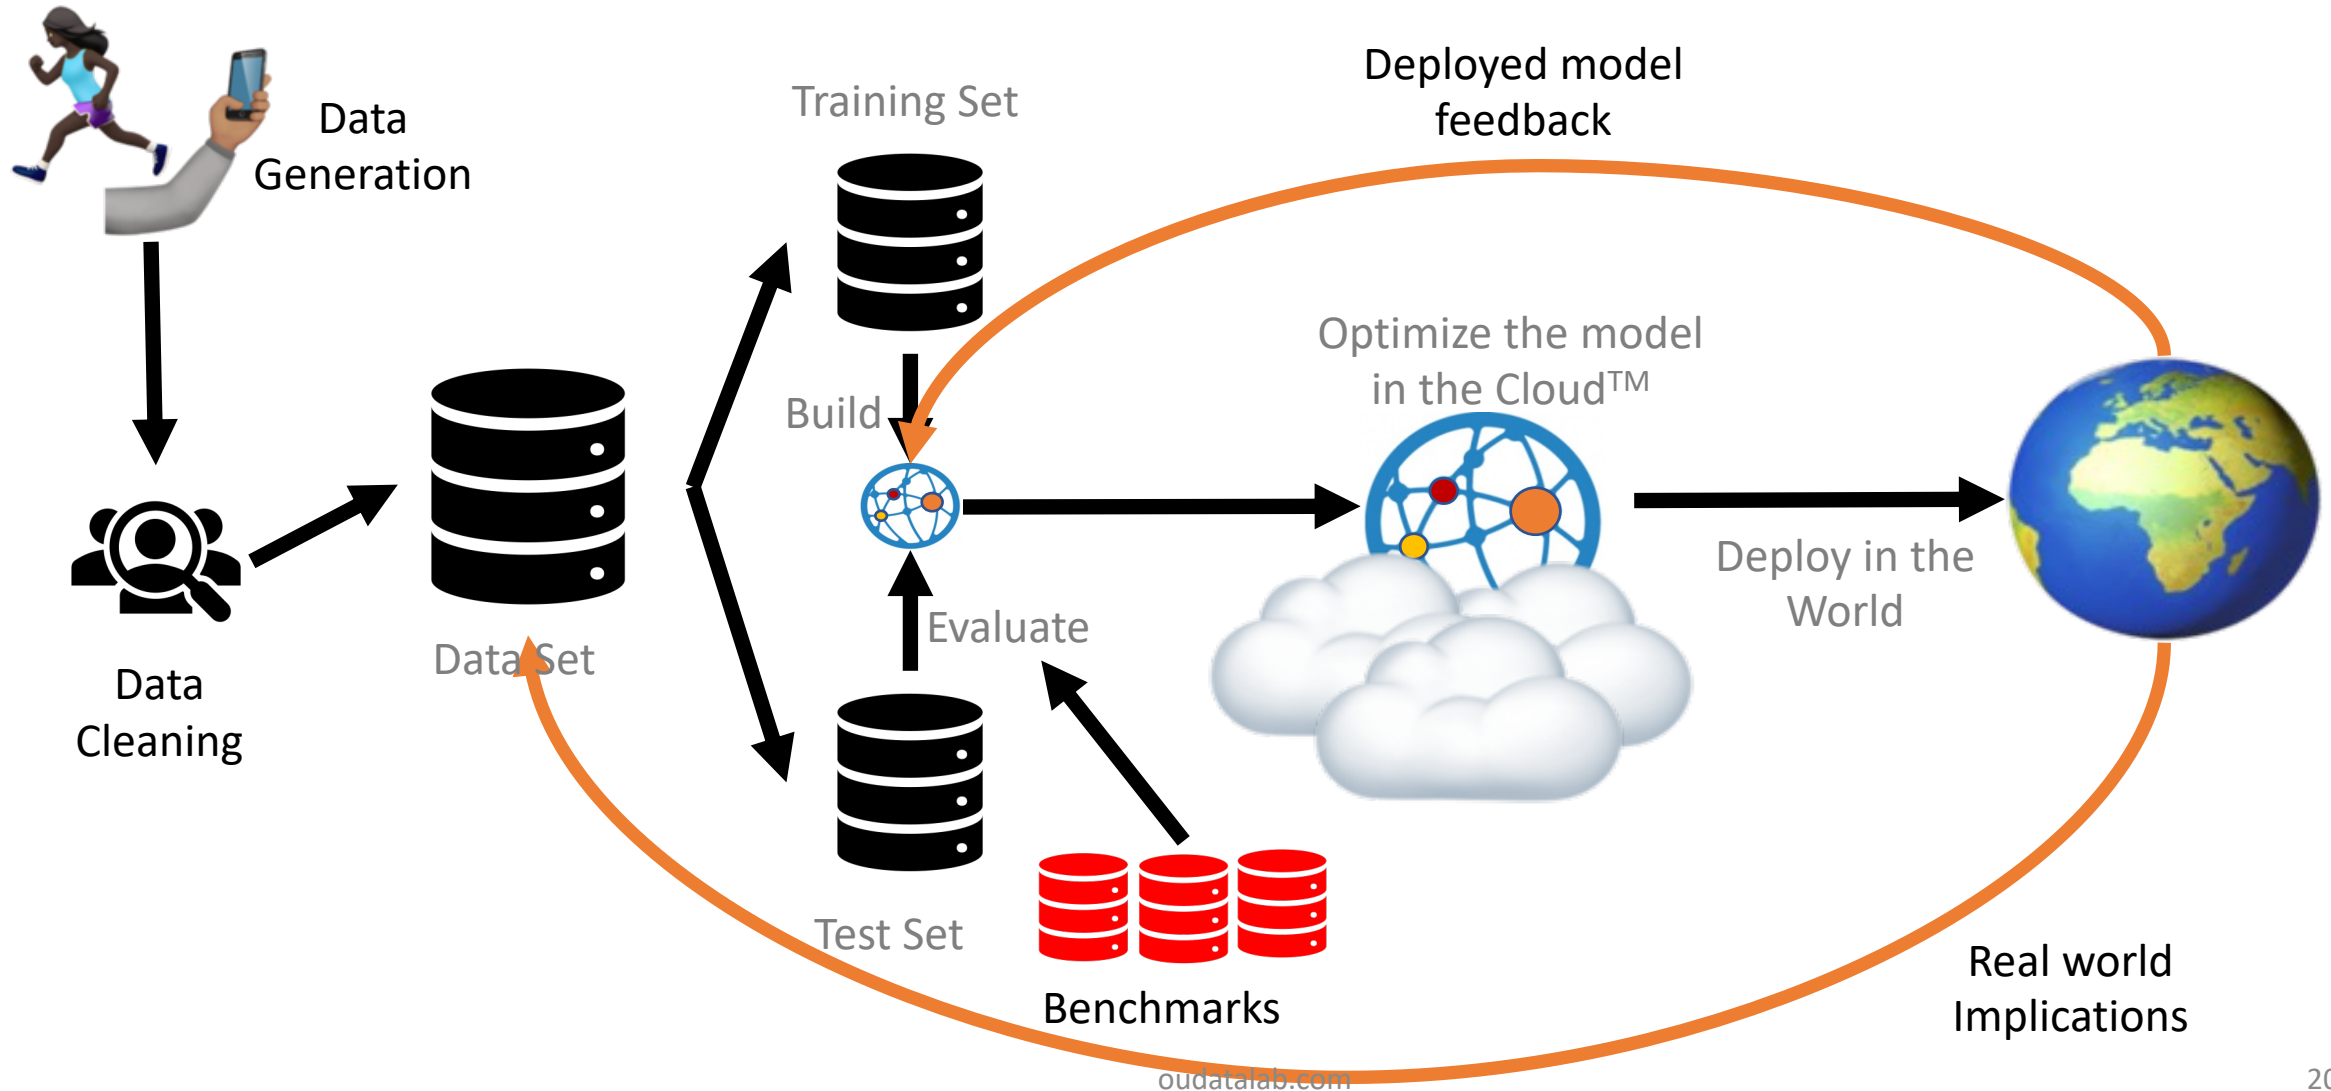 Data
Generation
Training Set
Deployed model
feedback
Build
Optimize the model
in the Cloud™
Deploy in the
World
Evaluate
Data Set
Data
Cleaning
Test Set
Benchmarks
Real world
Implications
oudatalab.com
20